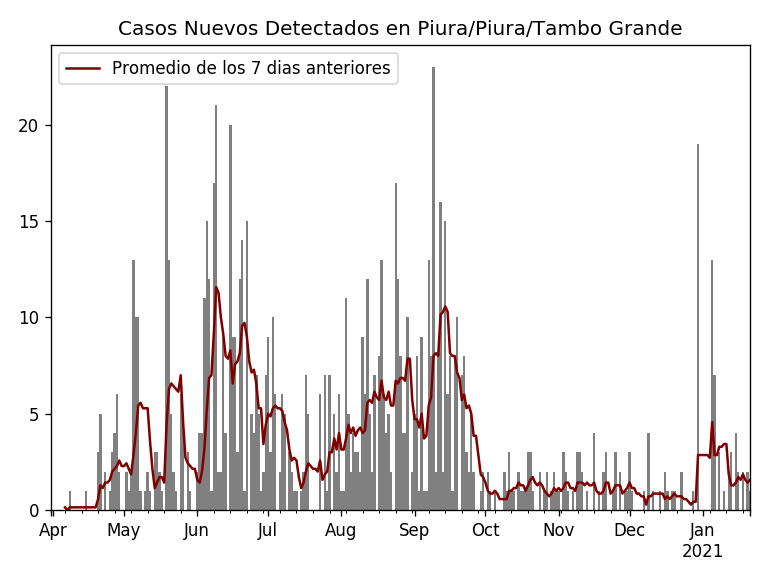 Casos Nuevos Detectados en Piura/Piura/Tambo Grande
Promedio de los 7 dias anteriores
20
15
10
5
0
Apr May Jun Jul Aug Sep Oct Nov Dec Jan
2021